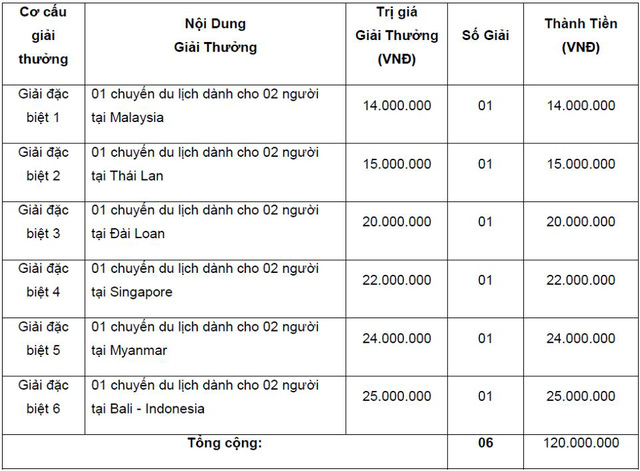 Cơ cấu giải thưởng | Nội Dung Giải Thưởng | Trị giá Giải Thưởng (VNĐ) | Số Giải | Thành Tiền (VNĐ)
Giải đặc biệt 1 | 01 chuyến du lịch dành cho 02 người tại Malaysia | 14.000.000 | 01 | 14.000.000
Giải đặc biệt 2 | 01 chuyến du lịch dành cho 02 người tại Thái Lan | 15.000.000 | 01 | 15.000.000
Giải đặc biệt 3 | 01 chuyến du lịch dành cho 02 người tại Đài Loan | 20.000.000 | 01 | 20.000.000
Giải đặc biệt 4 | 01 chuyến du lịch dành cho 02 người tại Singapore | 22.000.000 | 01 | 22.000.000
Giải đặc biệt 5 | 01 chuyến du lịch dành cho 02 người tại Myanmar | 24.000.000 | 01 | 24.000.000
Giải đặc biệt 6 | 01 chuyến du lịch dành cho 02 người tại Bali - Indonesia | 25.000.000 | 01 | 25.000.000
Tổng cộng: | 06 | 120.000.000